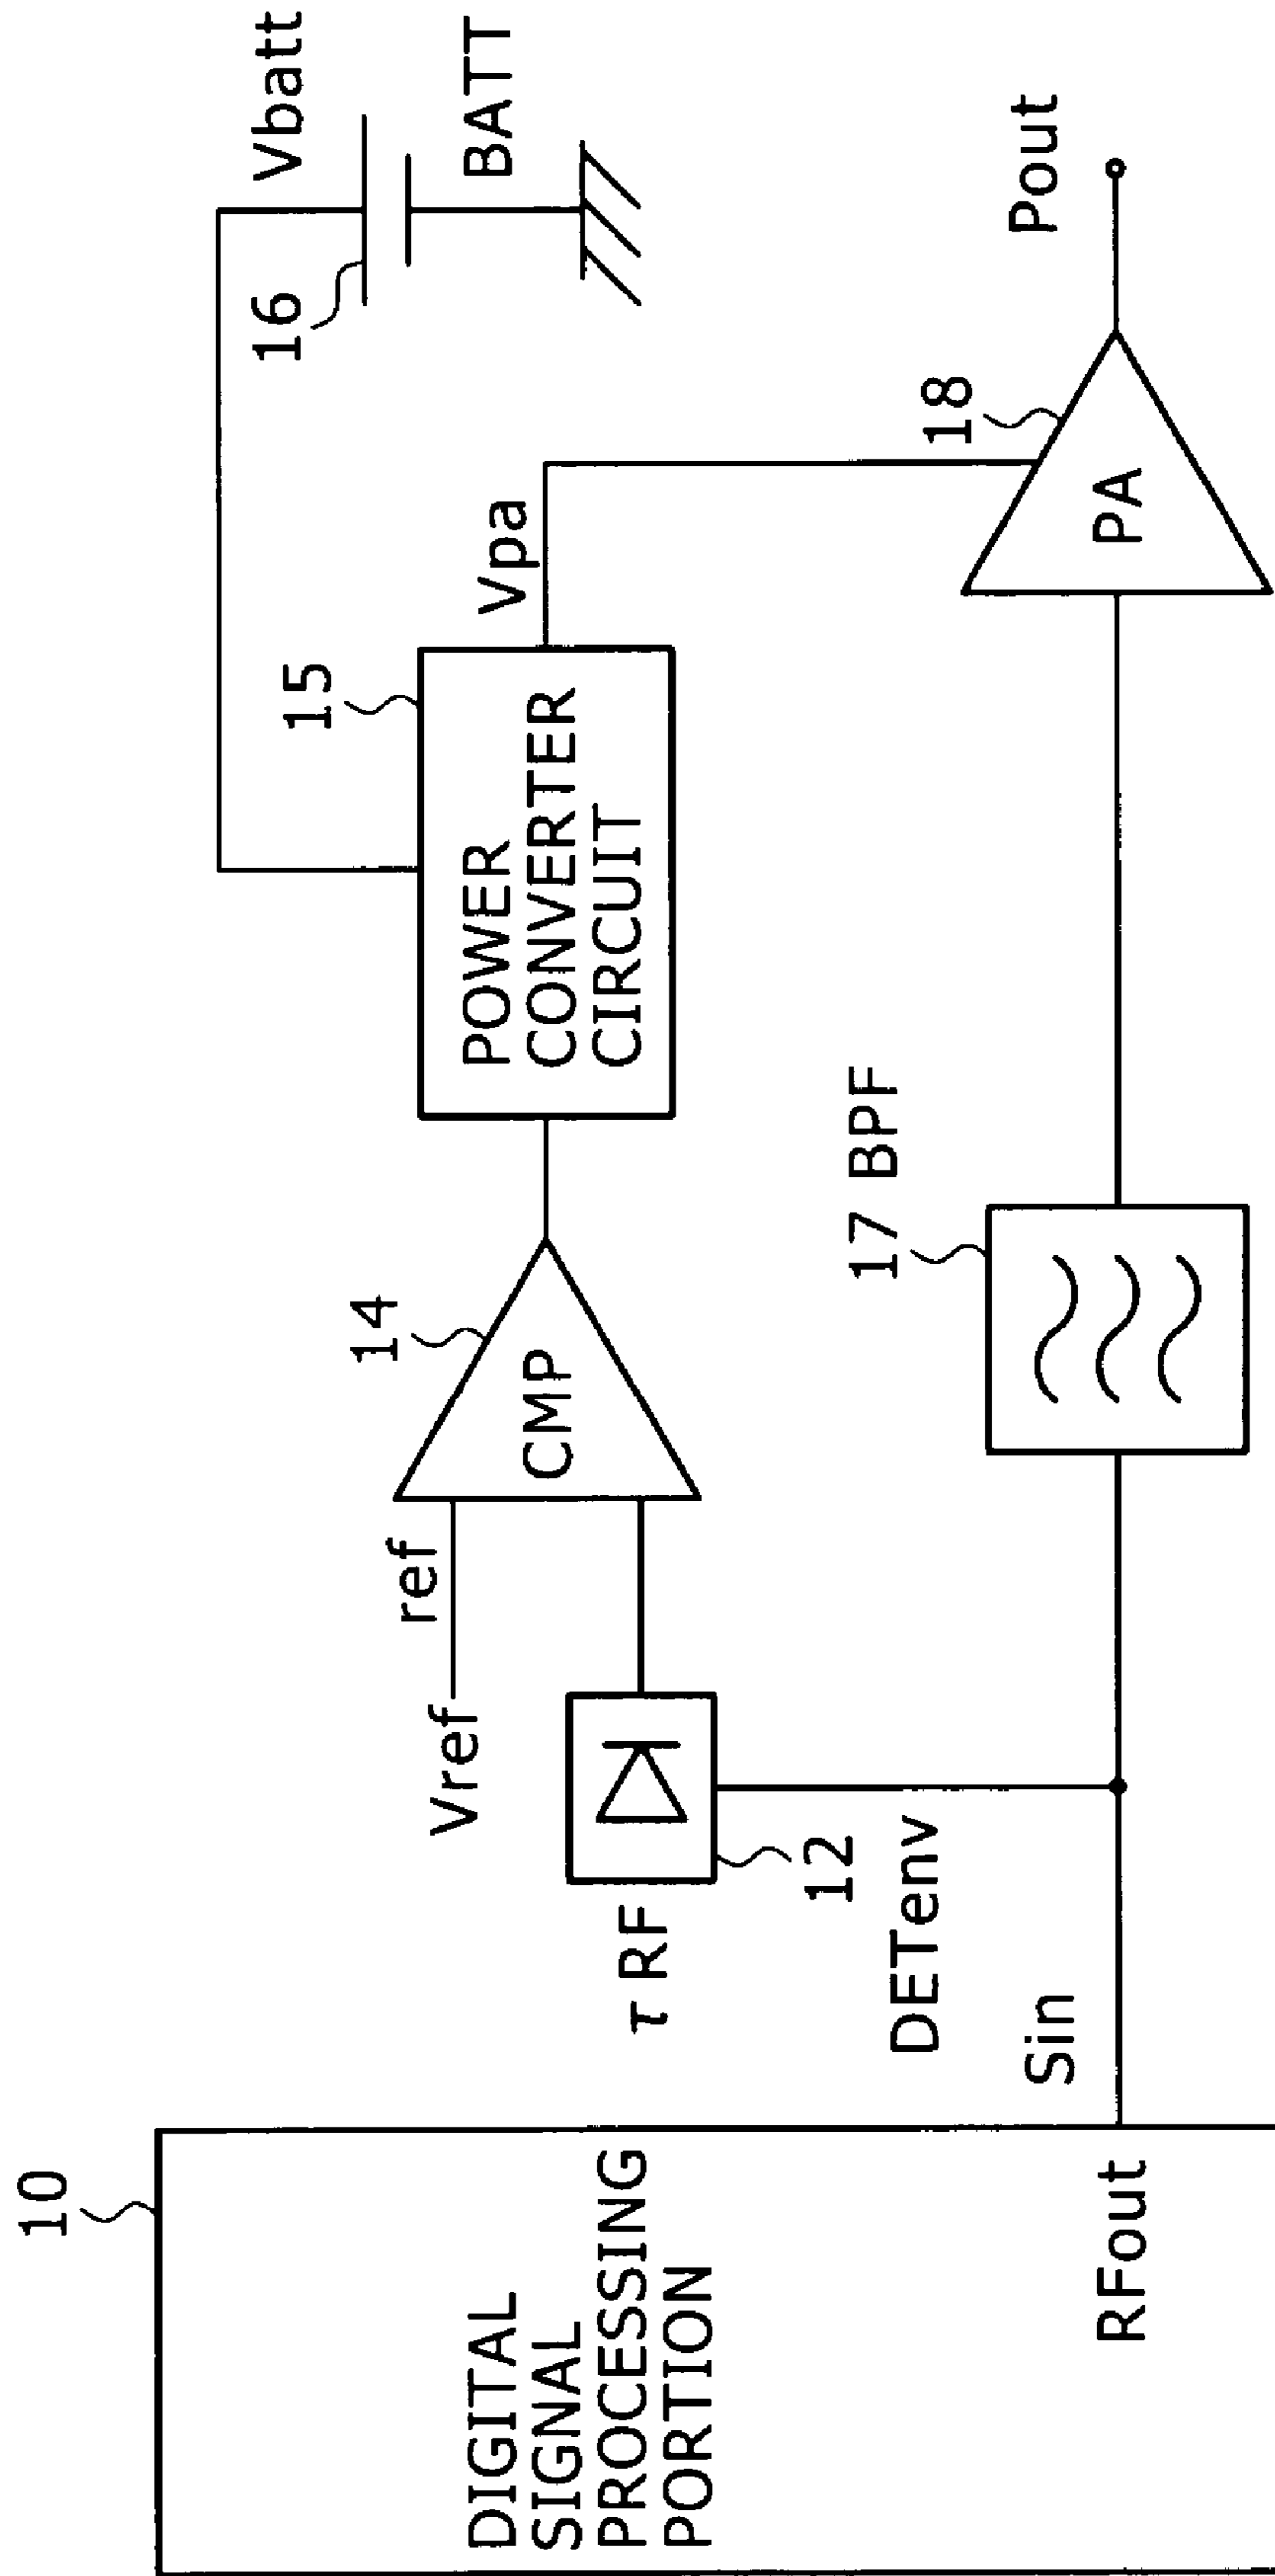 10
DIGITAL
SIGNAL
PROCESSING
PORTION
RFout
Sin
DETenv
12
τ RF
Vref
ref
14
CMP
15
POWER
CONVERTER
CIRCUIT
Vpa
16
Vbatt
BATT
17 BPF
18
PA
Pout